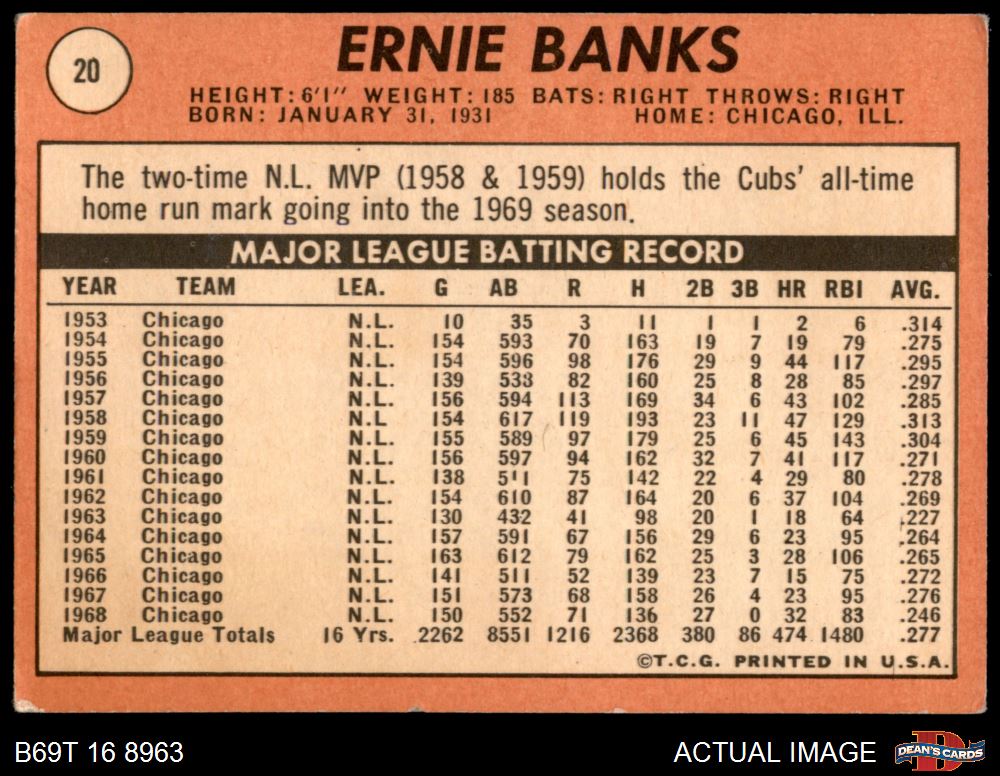 20
ERNIE BANKS
HEIGHT: 6'1" WEIGHT: 185 BATS: RIGHT THROWS: RIGHT
BORN: JANUARY 31, 1931 HOME: CHICAGO, ILL.
The two-time N.L. MVP (1958 & 1959) holds the Cubs' all-time
home run mark going into the 1969 season.
MAJOR LEAGUE BATTING RECORD
YEAR TEAM LEA. G AB R H 2B 3B HR RBI AVG.
1953 Chicago N.L. 10 35 3 11 1 1 2 6 .314
1954 Chicago N.L. 154 593 70 163 19 7 19 79 .275
1955 Chicago N.L. 154 596 98 176 29 9 44 117 .295
1956 Chicago N.L. 139 533 82 160 25 8 28 85 .297
1957 Chicago N.L. 156 594 113 169 34 6 43 102 .285
1958 Chicago N.L 154 617 119 193 23 11 47 129 .313
1959 Chicago N.L. 155 589 97 179 25 6 45 143 .304
1960 Chicago N.L. 156 597 94 162 32 7 41 117 .271
1961 Chicago N.L. 138 511 75 142 22 4 29 80 .278
1962 Chicago N.L. 154 610 87 164 20 6 37 104 .269
1963 Chicago N.L. 130 432 41 98 20 1 18 64 .227
1964 Chicago N.L. 157 591 67 156 29 6 23 95 .264
1965 Chicago N.L. 163 612 79 162 25 3 28 106 .265
1966 Chicago N.L. 141 511 52 139 23 7 15 75 .272
1967 Chicago N.L. 151 573 68 158 26 4 23 95 .276
1968 Chicago N.L. 150 552 71 136 27 0 32 83 .246
Major League Totals 16 Yrs. 2262 8551 1216 2368 380 86 474 1480 .277
©T.C.G. PRINTED IN U.S.A.
B69T 16 8963 ACTUAL IMAGE DEAN'S CARDS